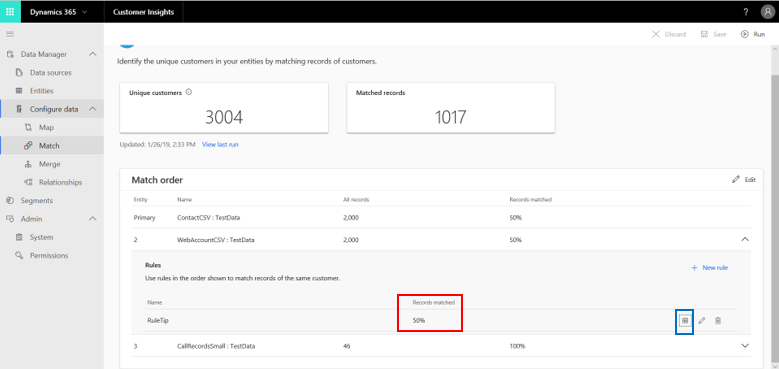 Dynamics 365 Customer Insights ?
Discard Save Run
Data Manager
Data sources
Entities
Configure data
Map
Match
Merge
Relationships
Segments
Admin
System
Permissions
Identify the unique customers in your entities by matching records of customers.
Unique customers
3004
Matched records
1017
Updated: 1/26/19, 2:33 PM View last run
Match order Edit
Entity Name All records Records matched
Primary ContactCSV : TestData 2,000 50%
2 WebAccountCSV : TestData 2,000 50%
Rules
Use rules in the order shown to match records of the same customer.
+ New rule
Name Records matched
RuleTip 50%
3 CallRecordsSmall : TestData 46 100%